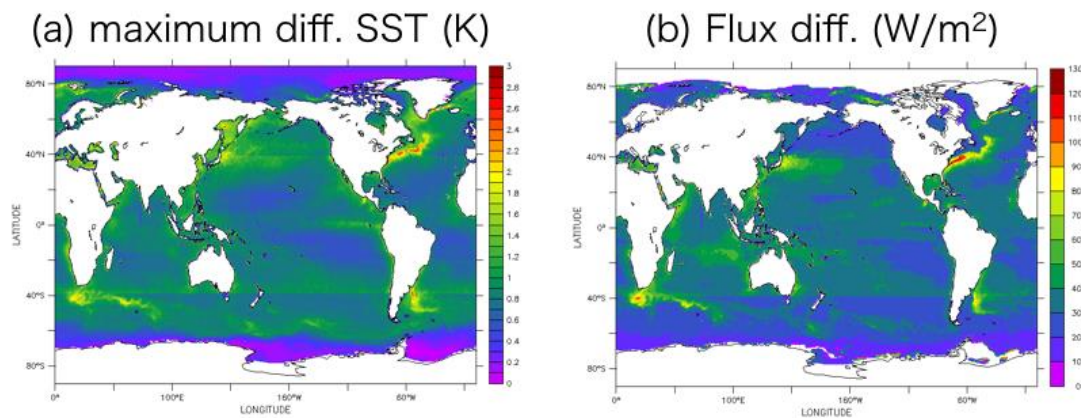 (a) maximum diff. SST (K)
(b) Flux diff. (W/m²)
80°N
40°N
0°
40°S
80°S
LATITUDE
0°
100°E
160°W
60°W
LONGITUDE
3
2.8
2.6
2.4
2.2
2
1.8
1.6
1.4
1.2
1
0.8
0.6
0.4
0.2
0
80°N
40°N
0°
40°S
80°S
LATITUDE
0°
100°E
160°W
60°W
LONGITUDE
130
120
110
100
90
80
70
60
50
40
30
20
10
0